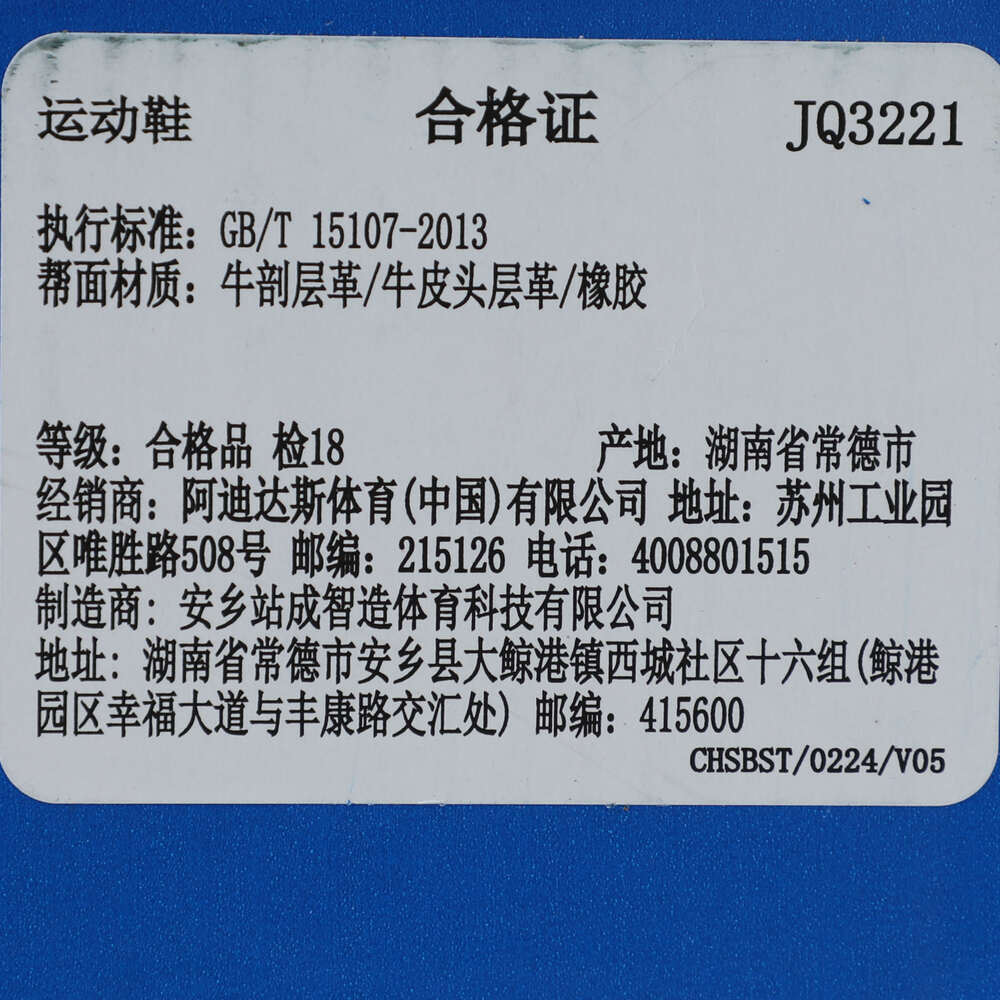 运动鞋 合格证 JQ3221
执行标准：GB/T 15107-2013
帮面材质：牛剖层革/牛皮头层革/橡胶
等级：合格品 检18 产地：湖南省常德市
经销商：阿迪达斯体育(中国)有限公司 地址：苏州工业园
区唯胜路508号 邮编：215126 电话：4008801515
制造商：安乡站成智造体育科技有限公司
地址：湖南省常德市安乡县大鲸港镇西城社区十六组(鲸港
园区幸福大道与丰康路交汇处) 邮编：415600
CHSBST/0224/V05